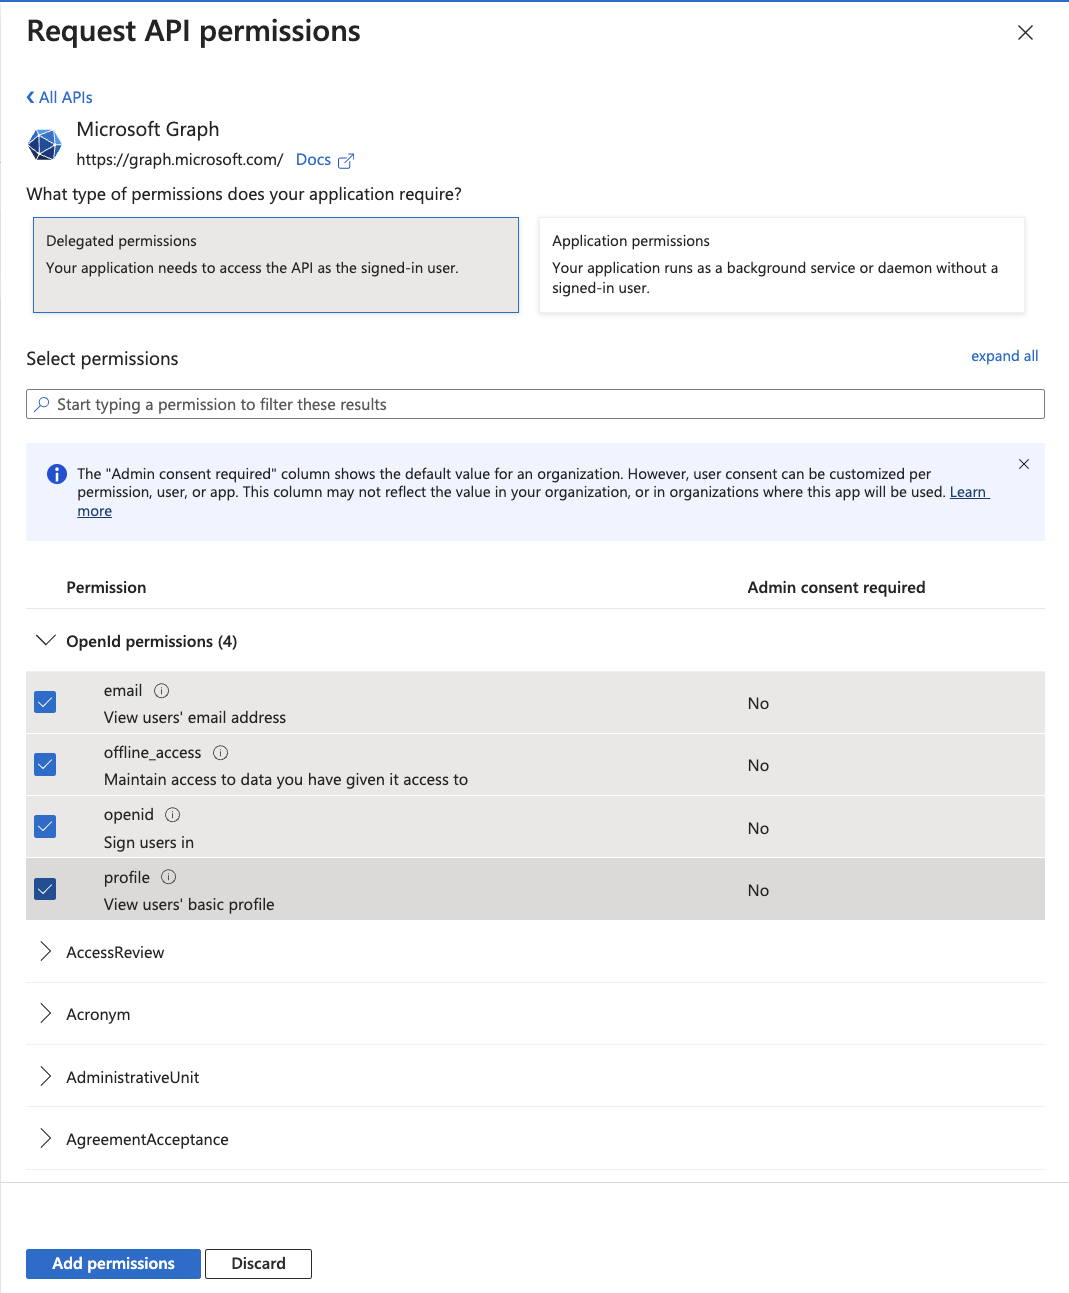 Request API permissions
All APIs
Microsoft Graph
https://graph.microsoft.com/ Docs
What type of permissions does your application require?
Delegated permissions
Your application needs to access the API as the signed-in user.
Application permissions
Your application runs as a background service or daemon without a
signed-in user.
Select permissions
expand all
Start typing a permission to filter these results
The "Admin consent required" column shows the default value for an organization. However, user consent can be customized per
permission, user, or app. This column may not reflect the value in your organization, or in organizations where this app will be used. Learn
more
Permission Admin consent required
OpenId permissions (4)
email
View users' email address
No
offline_access
Maintain access to data you have given it access to
No
openid
Sign users in
No
profile
View users' basic profile
No
AccessReview
Acronym
AdministrativeUnit
AgreementAcceptance
Add permissions Discard